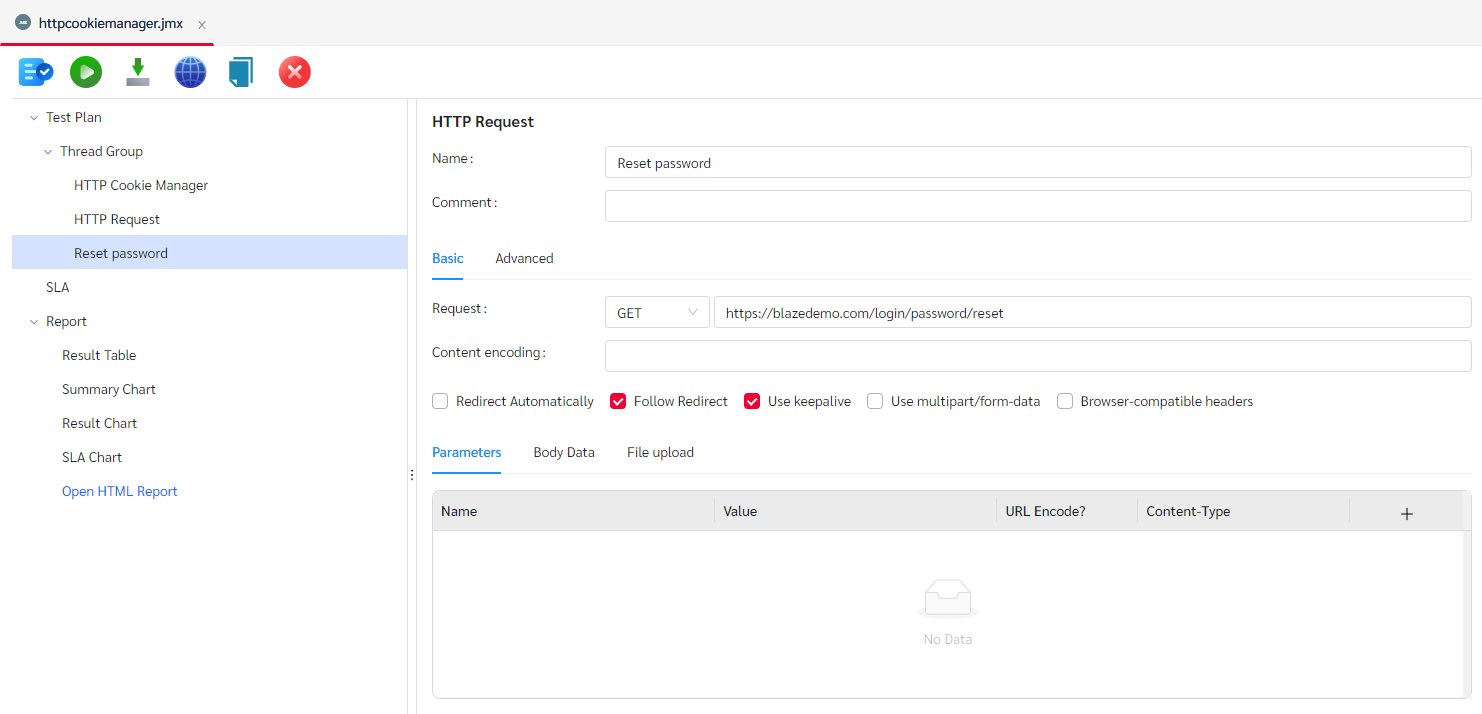 httpcookiemanager.jmx
Test Plan
Thread Group
HTTP Cookie Manager
HTTP Request
Reset password
SLA
Report
Result Table
Summary Chart
Result Chart
SLA Chart
Open HTML Report
HTTP Request
Name: Reset password
Comment:
Basic Advanced
Request: GET https://blazedemo.com/login/password/reset
Content encoding:
Redirect Automatically Follow Redirect Use keepalive Use multipart/form-data Browser-compatible headers
Parameters Body Data File upload
Name Value URL Encode? Content-Type +
No Data